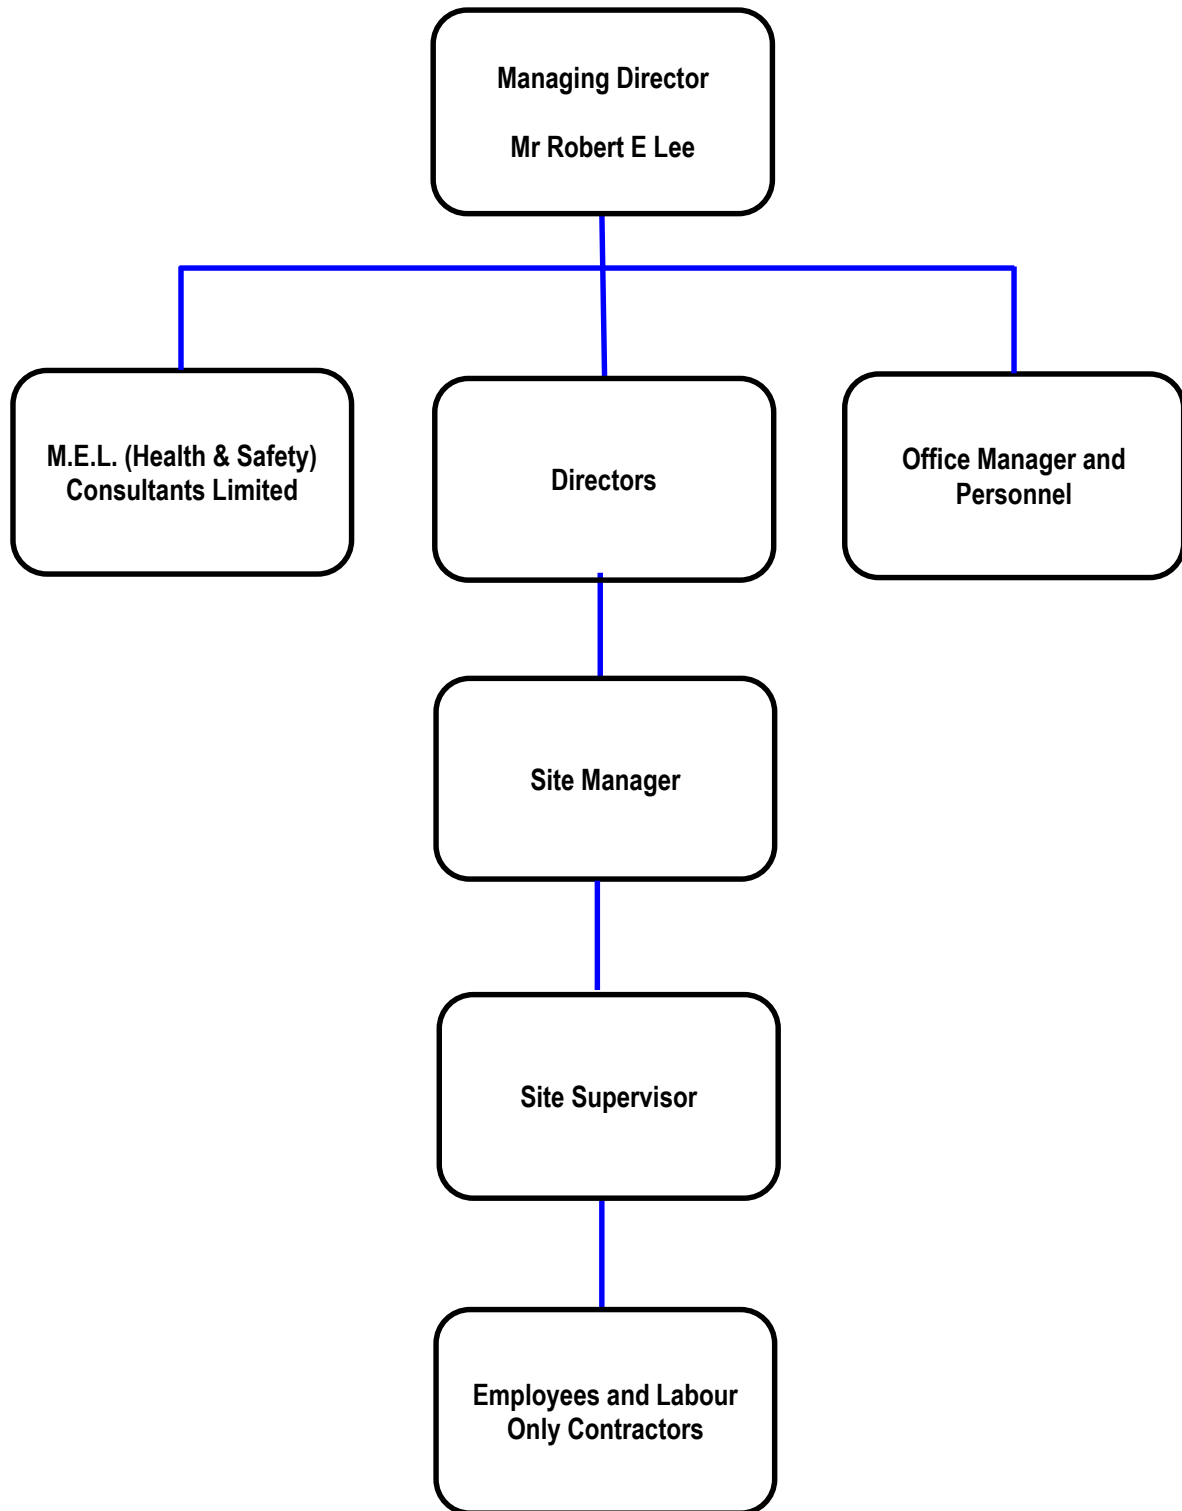 Managing Director
Mr Robert E Lee
M.E.L. (Health & Safety)
Consultants Limited
Directors
Office Manager and
Personnel
Site Manager
Site Supervisor
Employees and Labour
Only Contractors